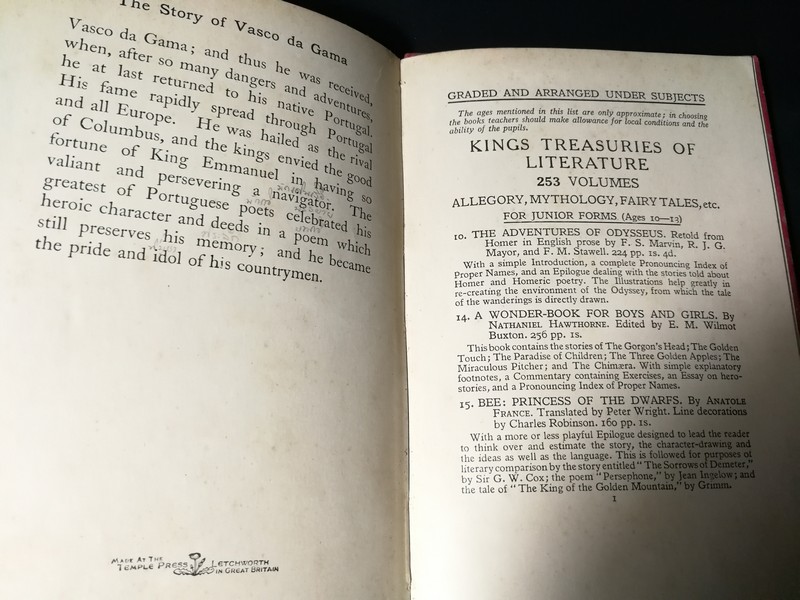 The Story of Vasco da Gama
Vasco da Gama; and thus he was received,
when, after so many dangers and adventures,
he at last returned to his native Portugal.
His fame rapidly spread through Portugal
and all Europe. He was hailed as the rival
of Columbus, and the kings envied the good
fortune of King Emmanuel in having so
valiant and persevering a navigator. The
greatest of Portuguese poets celebrated his
heroic character and deeds in a poem which
still preserves his memory; and he became
the pride and idol of his countrymen.
MADE AT THE
TEMPLE PRESS
LETCHWORTH
IN GREAT BRITAIN
GRADED AND ARRANGED UNDER SUBJECTS
The ages mentioned in this list are only approximate; in choosing
the books teachers should make allowance for local conditions and the
ability of the pupils.
KINGS TREASURIES OF
LITERATURE
253 VOLUMES
ALLEGORY, MYTHOLOGY, FAIRY TALES, etc.
FOR JUNIOR FORMS (Ages 10—13)
10. THE ADVENTURES OF ODYSSEUS. Retold from
Homer in English prose by F. S. Marvin, R. J. G.
Mayor, and F. M. Stawell. 224 pp. 1s. 4d.
With a simple Introduction, a complete Pronouncing Index of
Proper Names, and an Epilogue dealing with the stories told about
Homer and Homeric poetry. The Illustrations help greatly in
re-creating the environment of the Odyssey, from which the tale
of the wanderings is directly drawn.
14. A WONDER-BOOK FOR BOYS AND GIRLS. By
NATHANIEL HAWTHORNE. Edited by E. M. Wilmot
Buxton. 256 pp. 1s.
This book contains the stories of The Gorgon's Head; The Golden
Touch; The Paradise of Children; The Three Golden Apples; The
Miraculous Pitcher; and The Chimæra. With simple explanatory
footnotes, a Commentary containing Exercises, an Essay on hero-
stories, and a Pronouncing Index of Proper Names.
15. BEE: PRINCESS OF THE DWARFS. By ANATOLE
FRANCE. Translated by Peter Wright. Line decorations
by Charles Robinson. 160 pp. 1s.
With a more or less playful Epilogue designed to lead the reader
to think over and estimate the story, the character-drawing and
the ideas as well as the language. This is followed for purposes of
literary comparison by the story entitled "The Sorrows of Demeter,"
by Sir G. W. Cox; the poem "Persephone," by Jean Ingelow; and
the tale of "The King of the Golden Mountain," by Grimm.
1